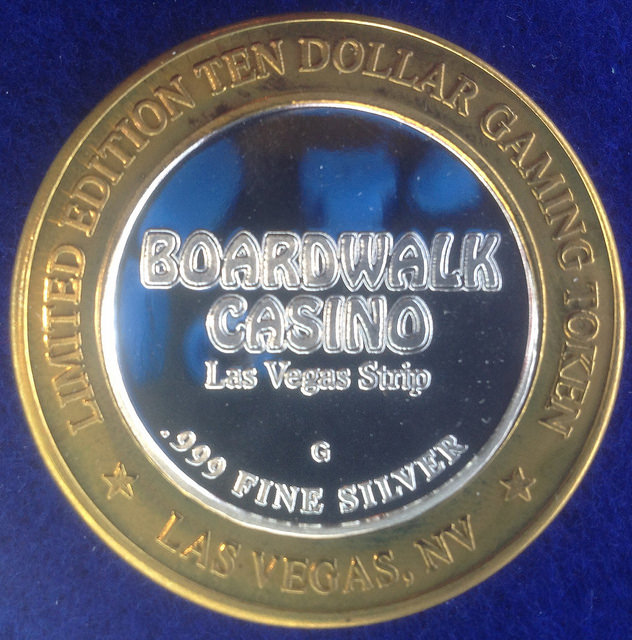 LIMITED EDITION TEN DOLLAR GAMING TOKEN
BOARDWALK
CASINO
Las Vegas Strip
G
.999 FINE SILVER
LAS VEGAS, NV